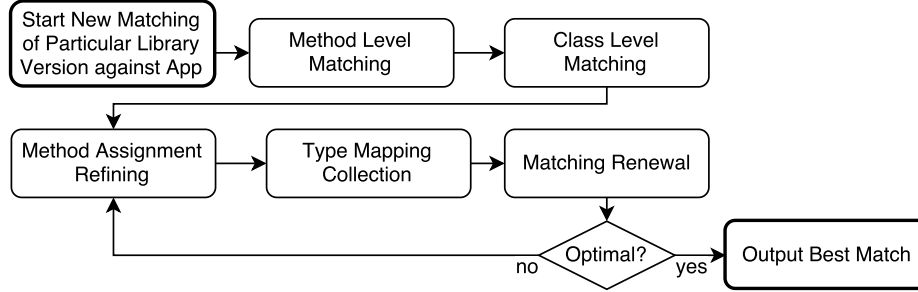 Start New Matching
of Particular Library
Version against App
Method Level
Matching
Class Level
Matching
Method Assignment
Refining
Type Mapping
Collection
Matching Renewal
Optimal?
no
yes
Output Best Match